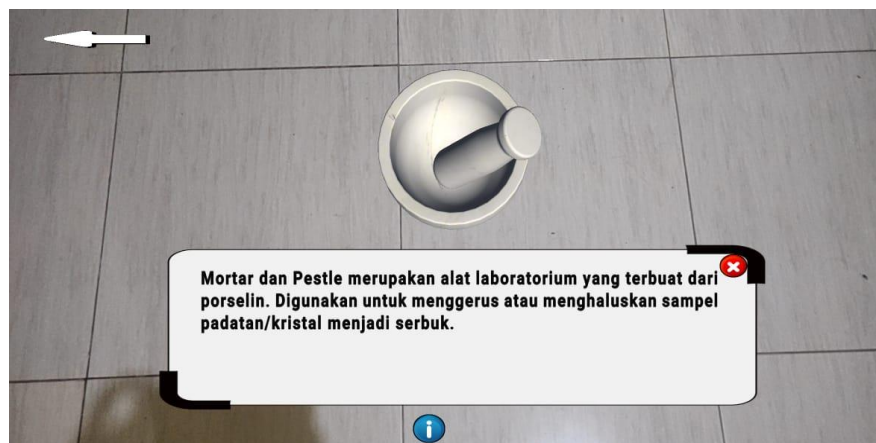 Mortar dan Pestle merupakan alat laboratorium yang terbuat dari
porselin. Digunakan untuk menggerus atau menghaluskan sampel
padatan/kristal menjadi serbuk.